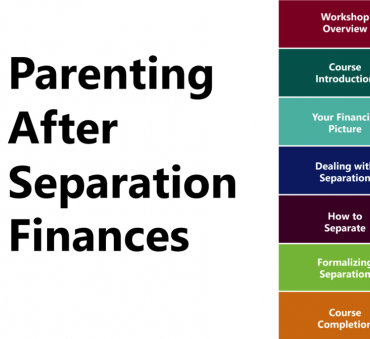 Parenting
After
Separation
Finances
Workshop
Overview
Course
Introduction
Your Financi
Picture
Dealing with
Separation
How to
Separate
Formalizing
Separation
Course
Completion